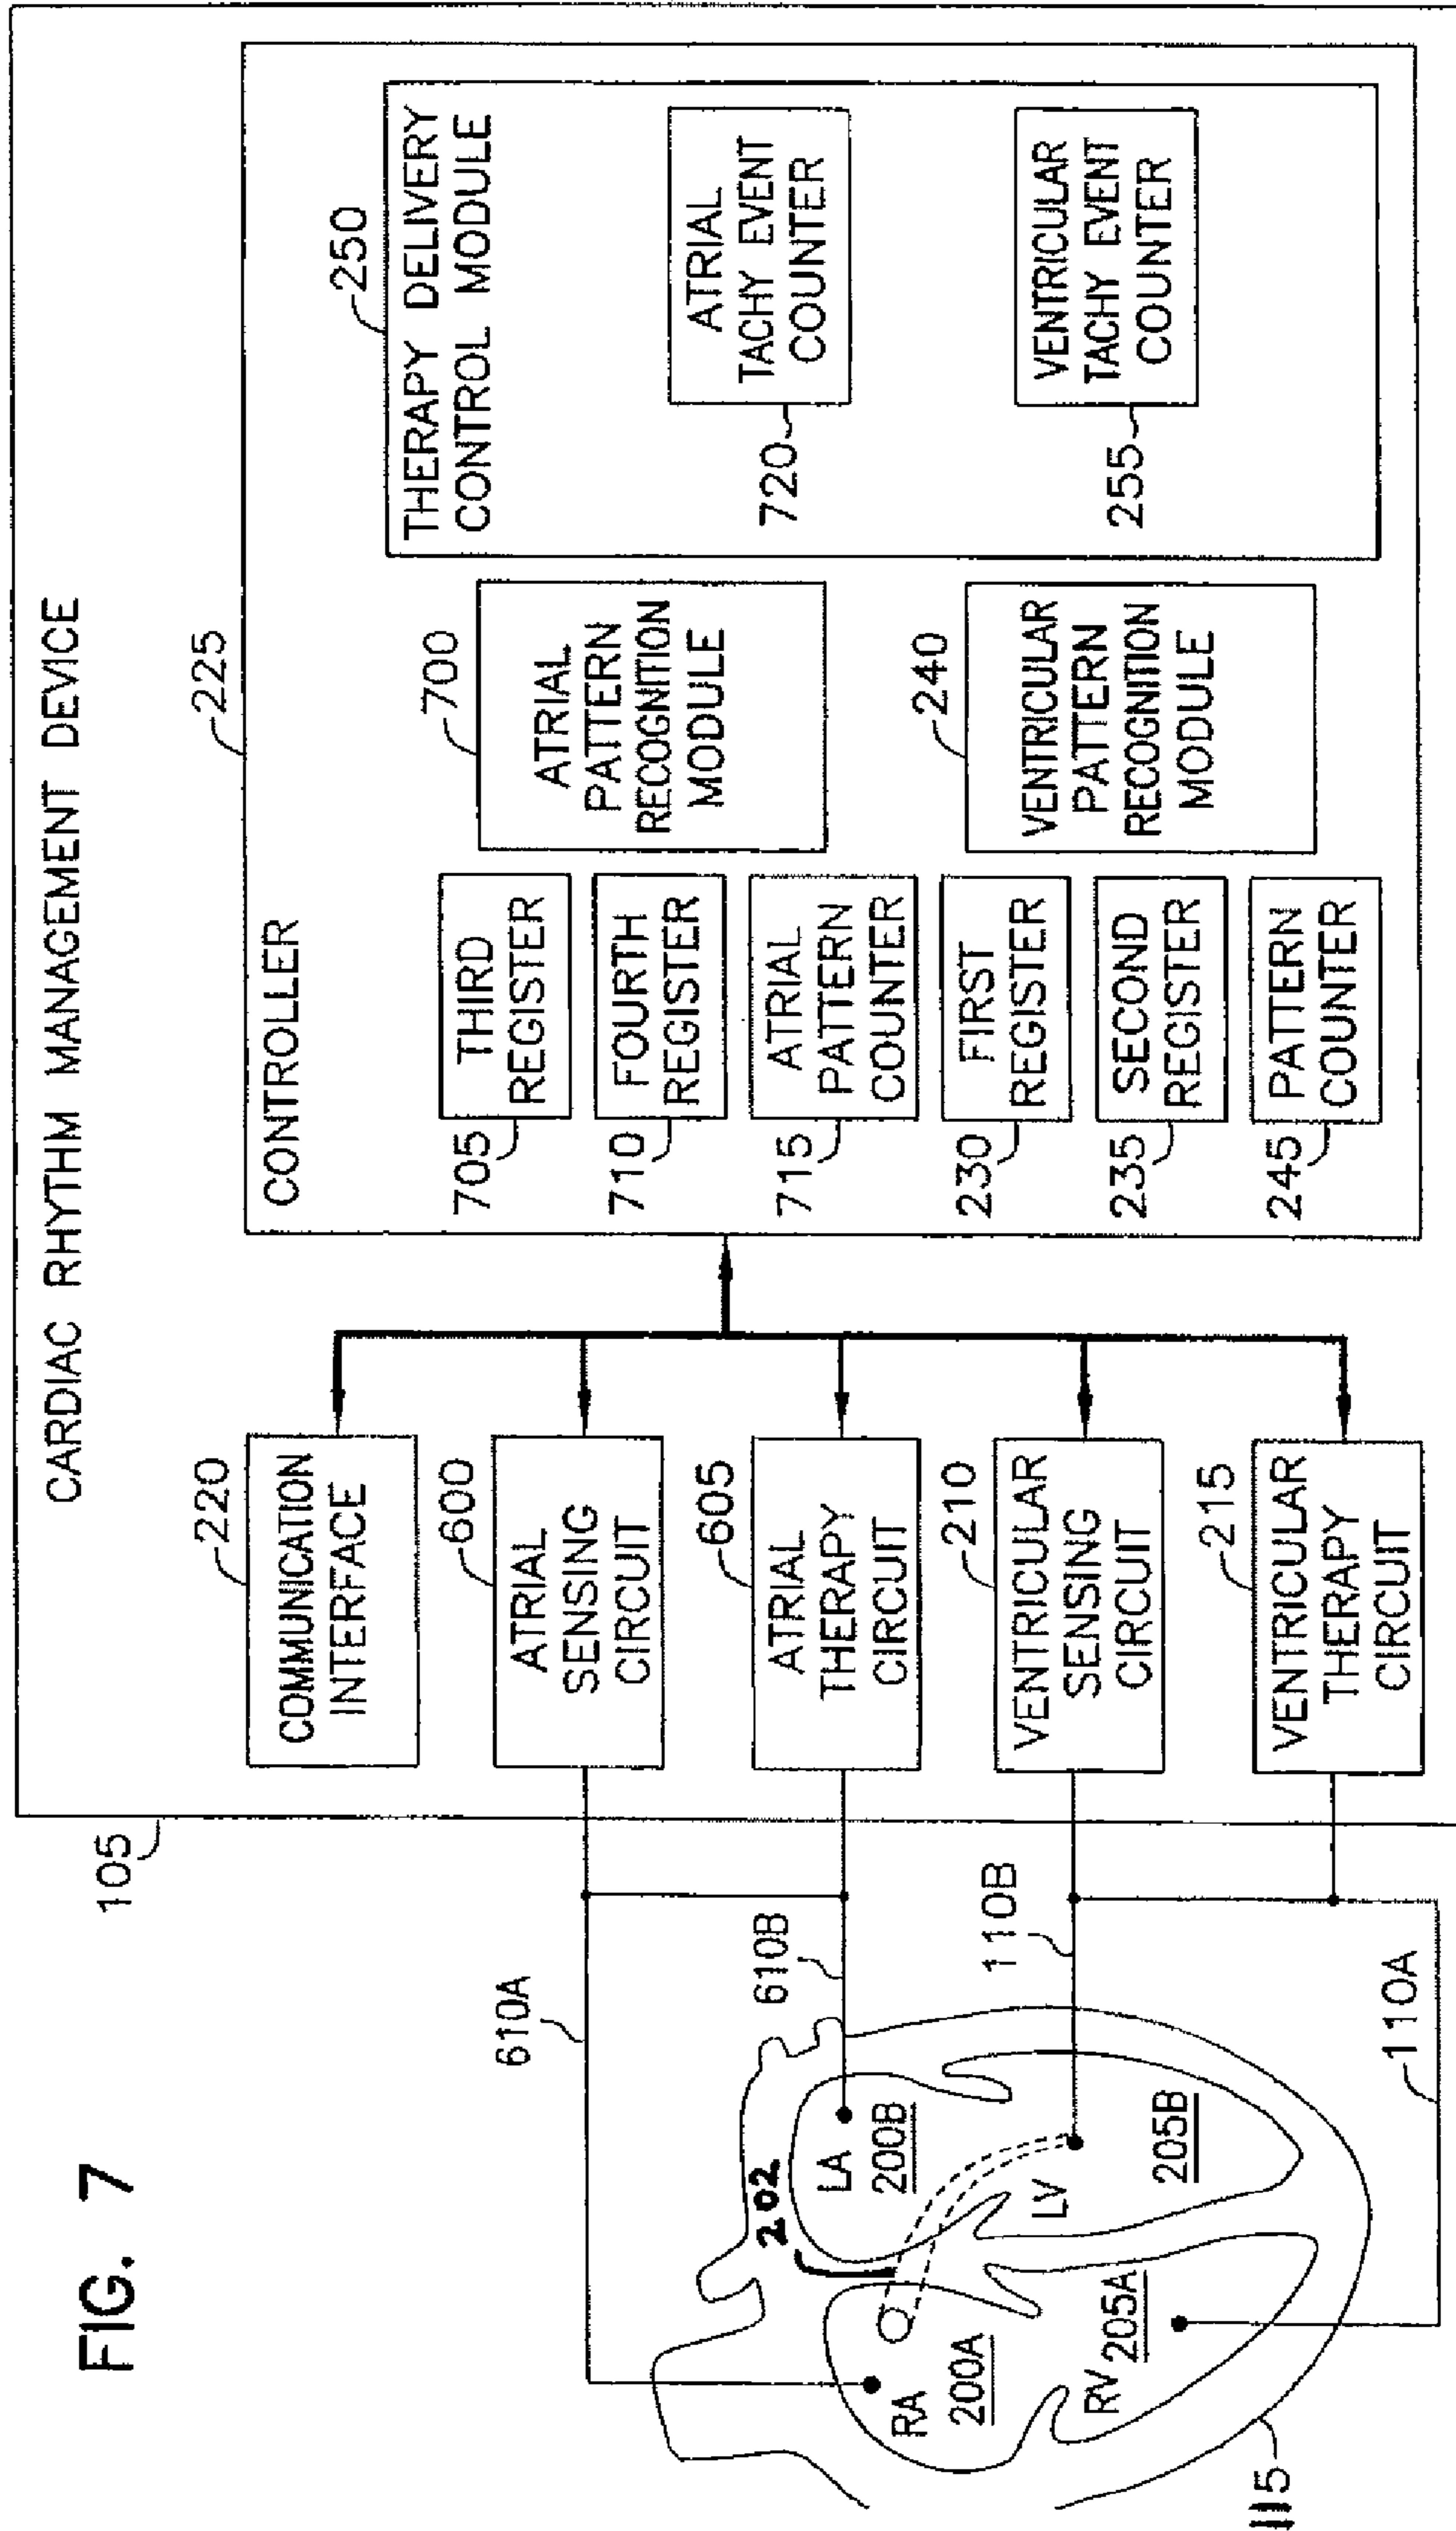 FIG. 7
CARDIAC RHYTHM MANAGEMENT DEVICE
105
CONTROLLER
225
THERAPY DELIVERY
CONTROL MODULE
250
ATRIAL
TACHY EVENT
COUNTER
720
VENTRICULAR
TACHY EVENT
COUNTER
255
ATRIAL
PATTERN
RECOGNITION
MODULE
700
VENTRICULAR
PATTERN
RECOGNITION
MODULE
240
THIRD
REGISTER
705
FOURTH
REGISTER
710
ATRIAL
PATTERN
COUNTER
715
FIRST
REGISTER
230
SECOND
REGISTER
235
PATTERN
COUNTER
245
COMMUNICATION
INTERFACE
220
ATRIAL
SENSING
CIRCUIT
600
ATRIAL
THERAPY
CIRCUIT
605
VENTRICULAR
SENSING
CIRCUIT
210
VENTRICULAR
THERAPY
CIRCUIT
215
610A
610B
110B
110A
202
LA
200B
RA
200A
LV
205B
RV
205A
115